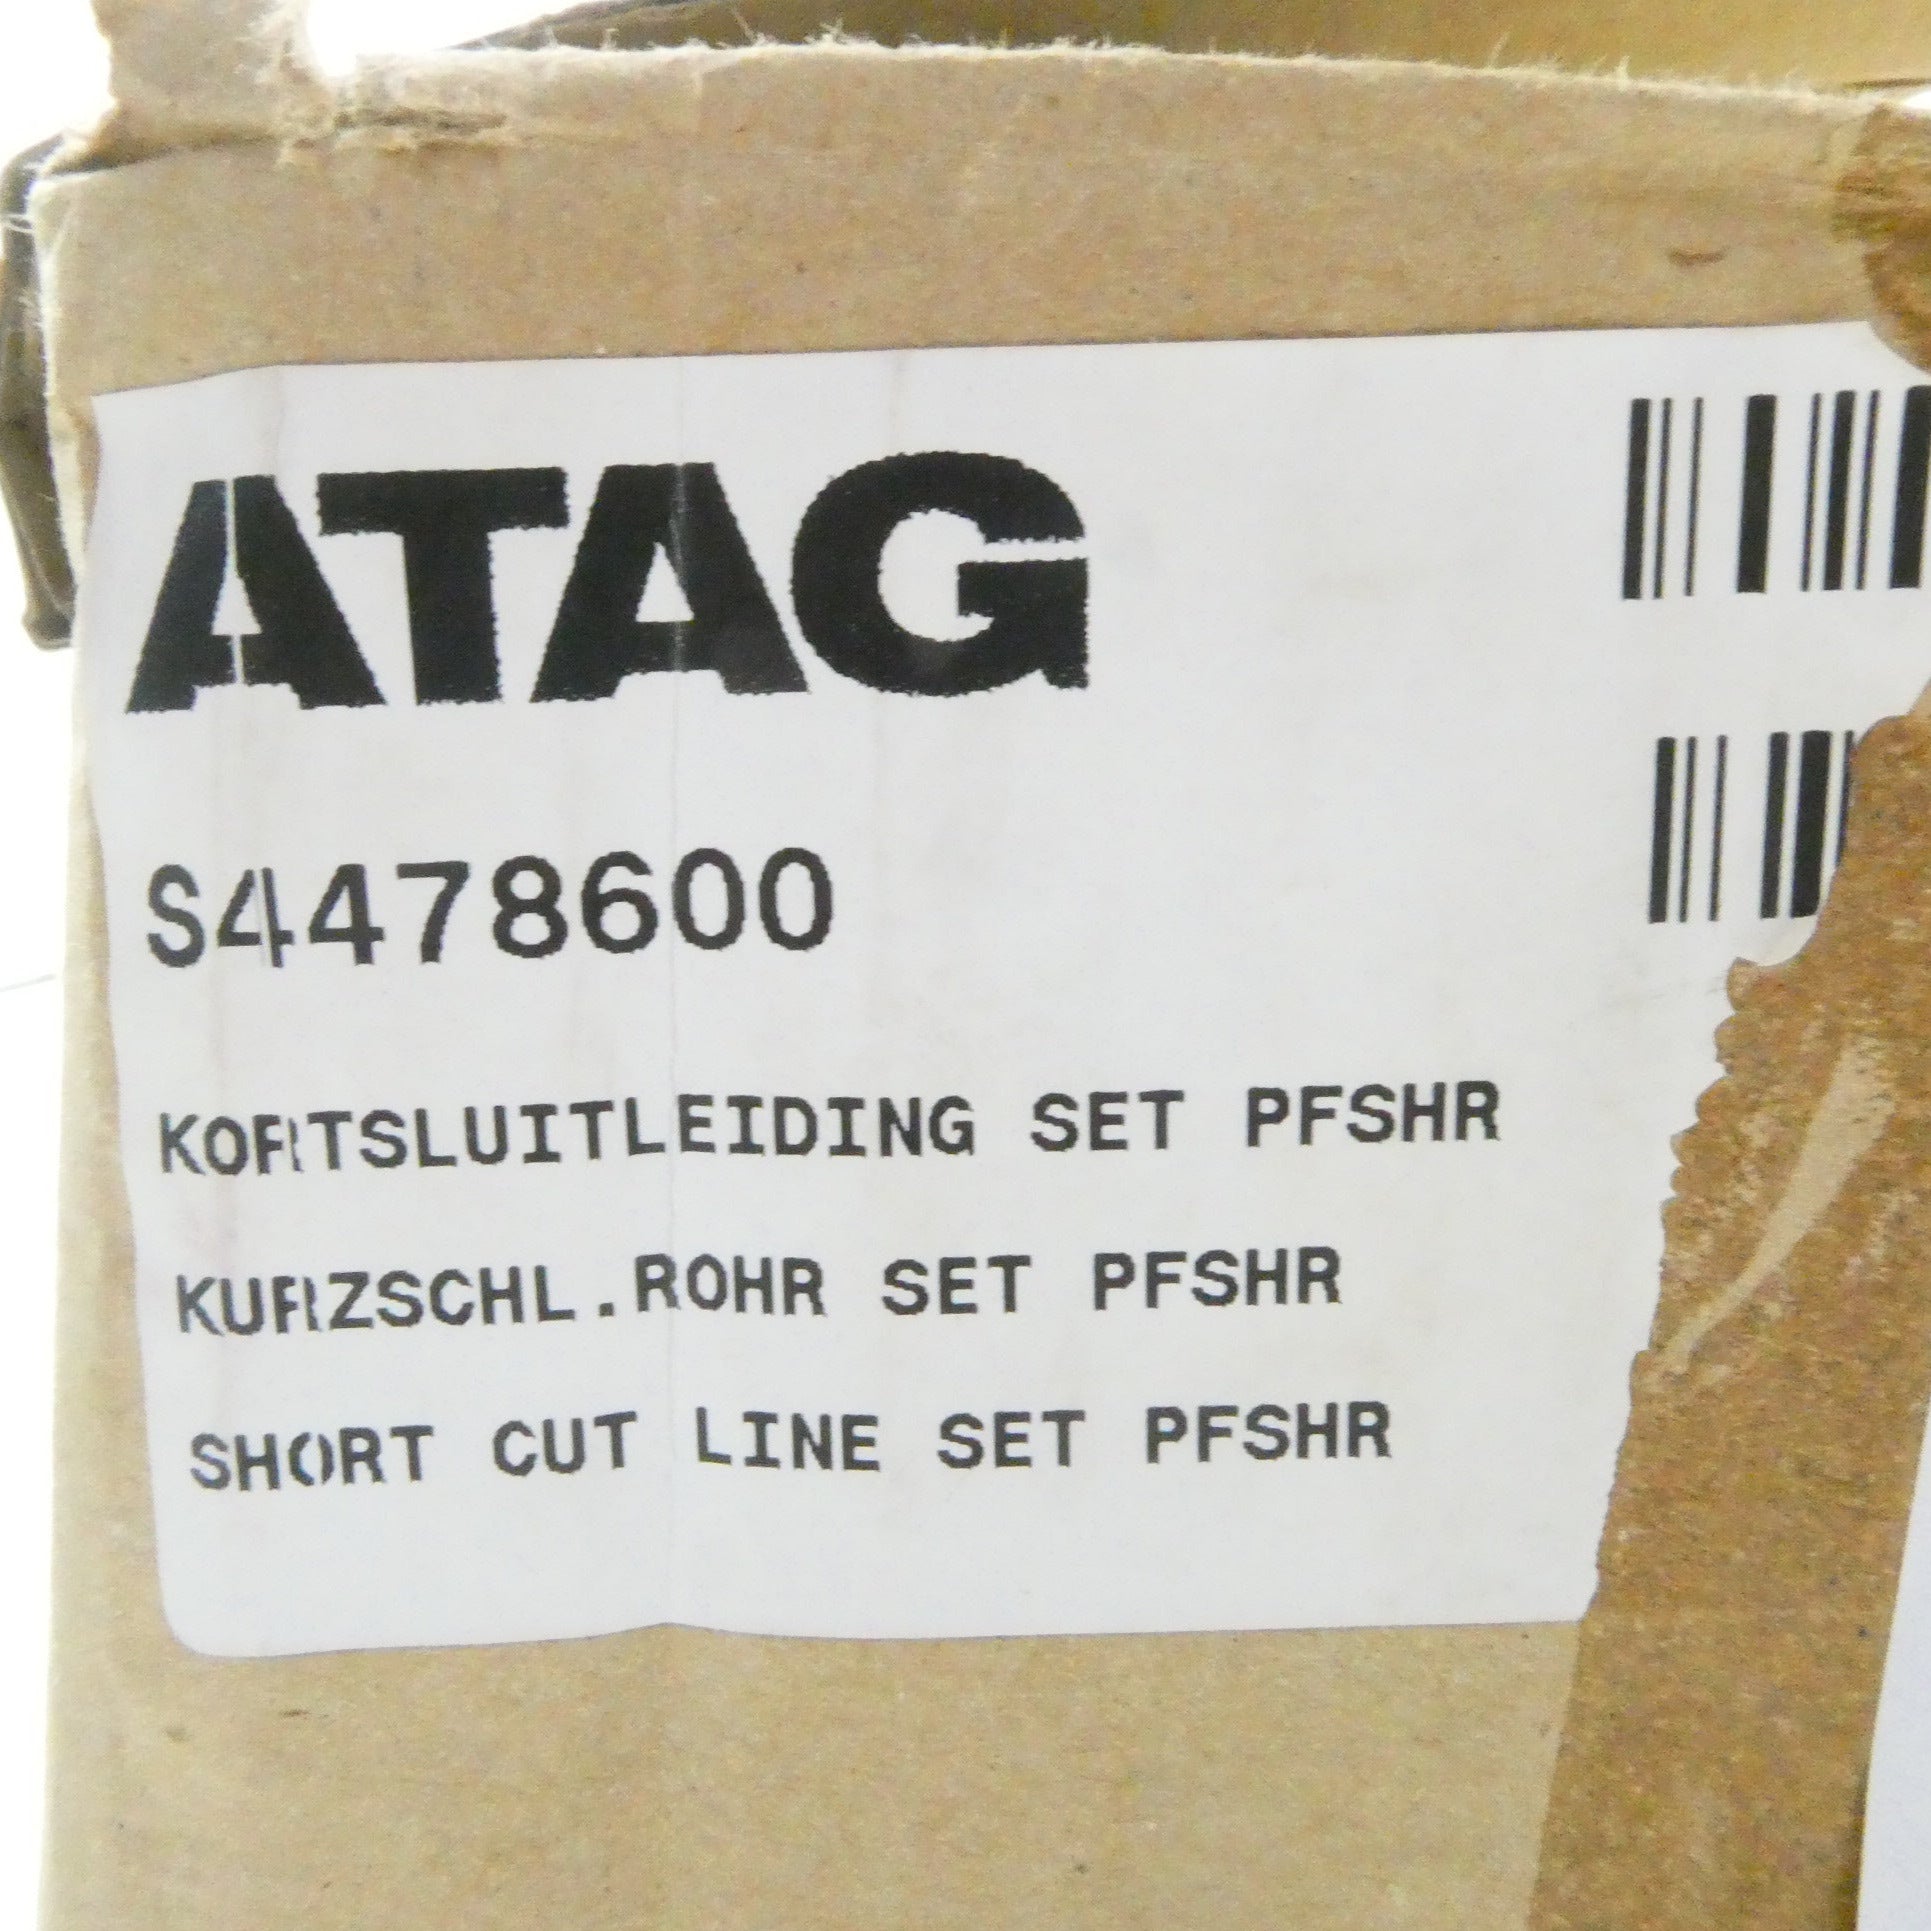 ATAG
S4478600
KORTSLUITLEIDING SET PFSHR
KURZSCHL.ROHR SET PFSHR
SHORT CUT LINE SET PFSHR